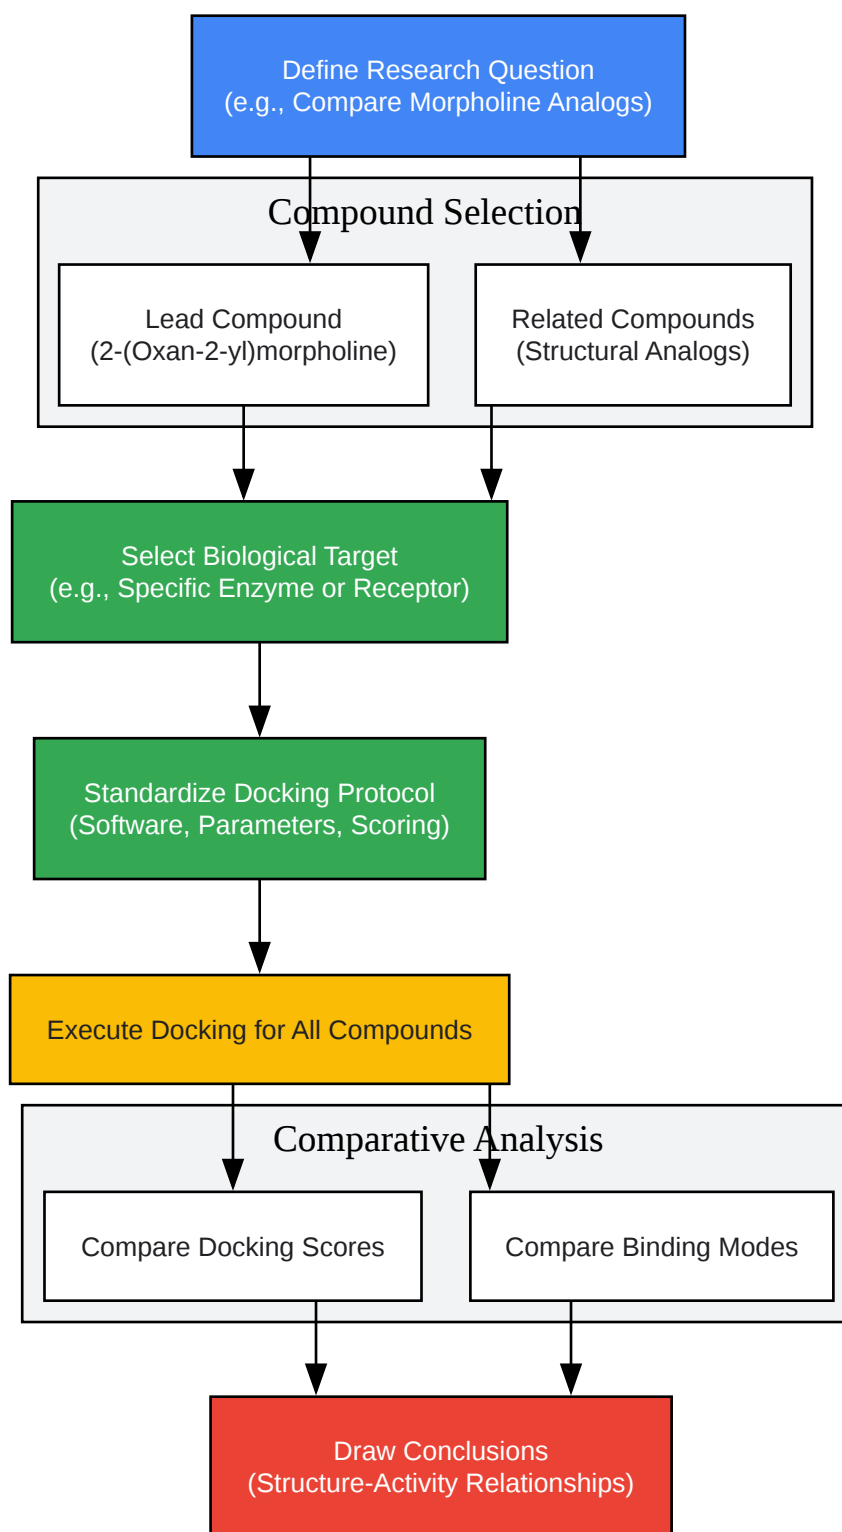 Define Research Question
(e.g., Compare Morpholine Analogs)
Compound Selection
Lead Compound
(2-(Oxan-2-yl)morpholine)
Related Compounds
(Structural Analogs)
Select Biological Target
(e.g., Specific Enzyme or Receptor)
Standardize Docking Protocol
(Software, Parameters, Scoring)
Execute Docking for All Compounds
Comparative Analysis
Compare Docking Scores
Compare Binding Modes
Draw Conclusions
(Structure-Activity Relationships)